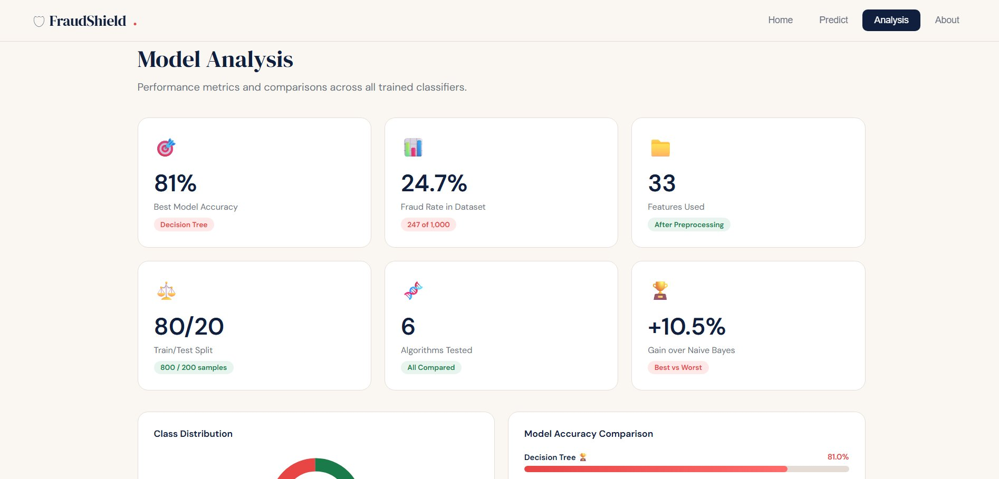 FraudShield .
Home
Predict
Analysis
About
Model Analysis
Performance metrics and comparisons across all trained classifiers.
81%
Best Model Accuracy
Decision Tree
24.7%
Fraud Rate in Dataset
247 of 1,000
33
Features Used
After Preprocessing
80/20
Train/Test Split
800 / 200 samples
6
Algorithms Tested
All Compared
+10.5%
Gain over Naive Bayes
Best vs Worst
Class Distribution
Model Accuracy Comparison
Decision Tree 🏆 81.0%